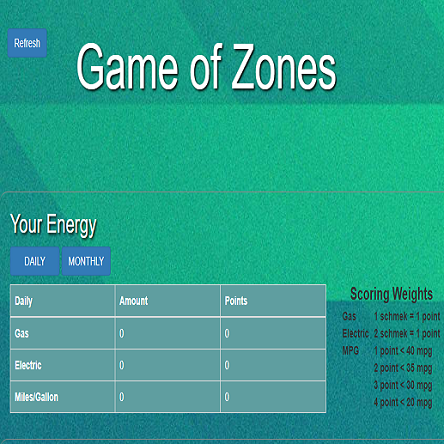 Refresh
Game of Zones
Your Energy
DAILY MONTHLY
Daily Amount Points
Gas 0 0
Electric 0 0
Miles/Gallon 0 0
Scoring Weights
Gas 1 schmek = 1 point
Electric 2 schmek = 1 point
MPG 1 point < 40 mpg
2 point < 35 mpg
3 point < 30 mpg
4 point < 20 mpg